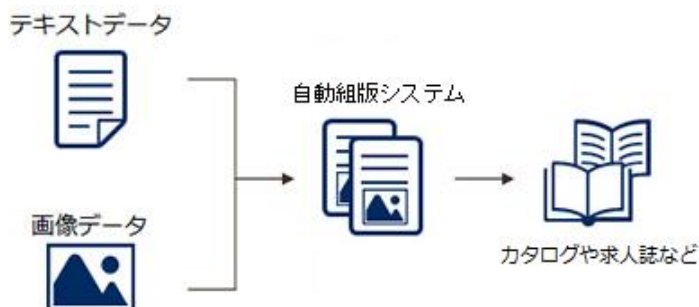 テキストデータ
自動組版システム
画像データ
カタログや求人誌など